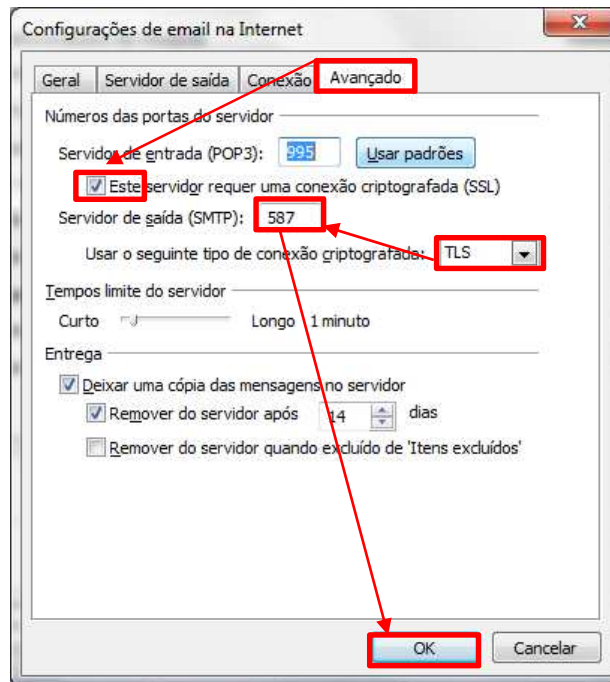 Configurações de email na Internet
Geral Servidor de saída Conexão Avançado
Números das portas do servidor
Servidor de entrada (POP3): 995 Usar padrões
Este servidor requer uma conexão criptografada (SSL)
Servidor de saída (SMTP): 587
Usar o seguinte tipo de conexão criptografada: TLS
Tempos limite do servidor
Curto Longo 1 minuto
Entrega
Deixar uma cópia das mensagens no servidor
Remover do servidor após 14 dias
Remover do servidor quando excluído de 'Itens excluídos'
OK Cancelar